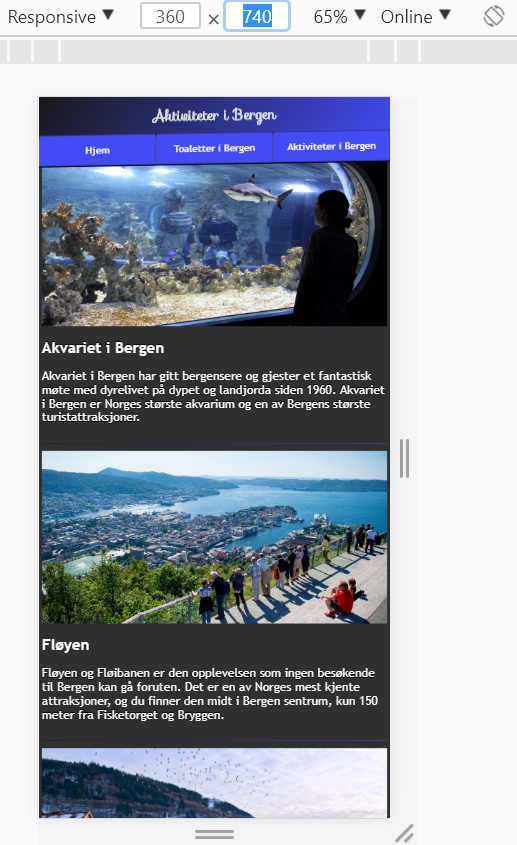 Responsive 360 × 740 65% Online
Aktiviteter i Bergen
Hjem Toaletter i Bergen Aktiviteter i Bergen
Akvariet i Bergen
Akvariet i Bergen har gitt bergensere og gjester et fantastisk
møte med dyrelivet på dypet og landjorda siden 1960. Akvariet
i Bergen er Norges største akvarium og en av Bergens største
turistattraksjoner.
Fløyen
Fløyen og Fløibanen er den opplevelsen som ingen besøkende
til Bergen kan gå foruten. Det er en av Norges mest kjente
attraksjoner, og du finner den midt i Bergen sentrum, kun 150
meter fra Fisketorget og Bryggen.